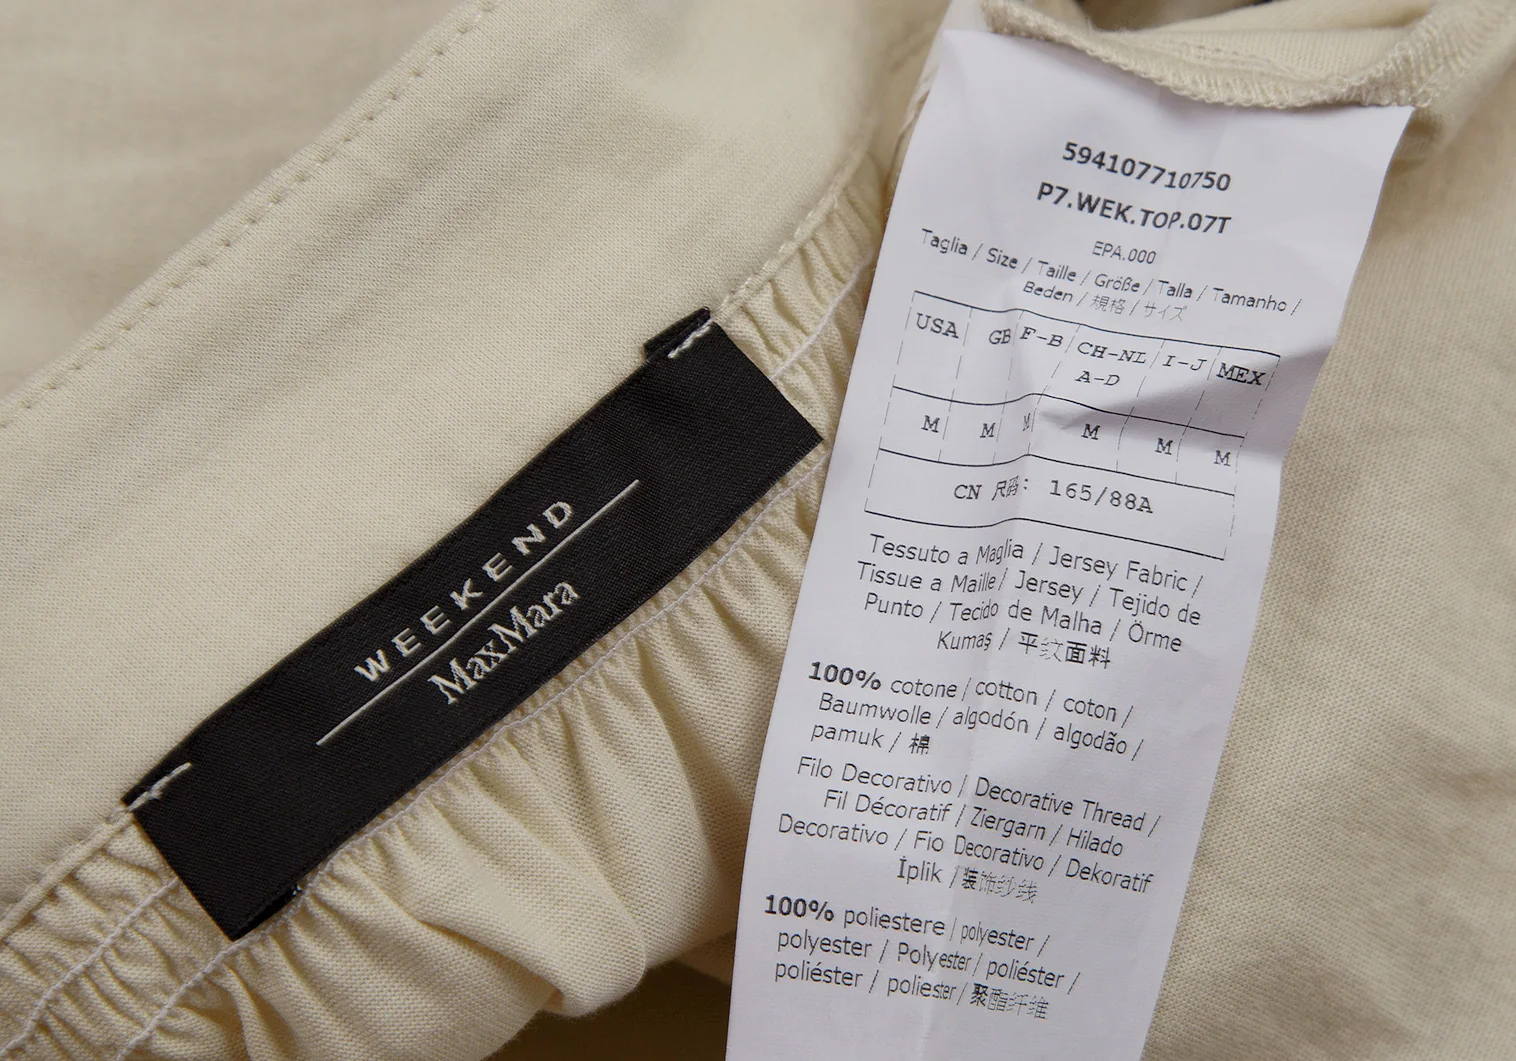 WEEKEND
MaxMara
594107710750
P7.WEK.TOP.07T
EPA.000
Taglia / Size / Taille / Größe / Talla / Tamanho /
Beden / 規格 / サイズ
USA GB F-B CH-NL I-J MEX
A-D
M M M M M M
CN 尺码: 165/88A
Tessuto a Maglia / Jersey Fabric /
Tissue a Maille / Jersey / Tejido de
Punto / Tecido de Malha / Örme
Kumaş / 平纹面料
100% cotone / cotton / coton /
Baumwolle / algodón / algodão /
pamuk / 棉
Filo Decorativo / Decorative Thread /
Fil Décoratif / Ziergarn / Hilado
Decorativo / Fio Decorativo / Dekoratif
İplik / 装饰纱线
100% poliestere / polyester /
polyester / Polyester / poliéster /
poliéster / poliester / 聚酯纤维